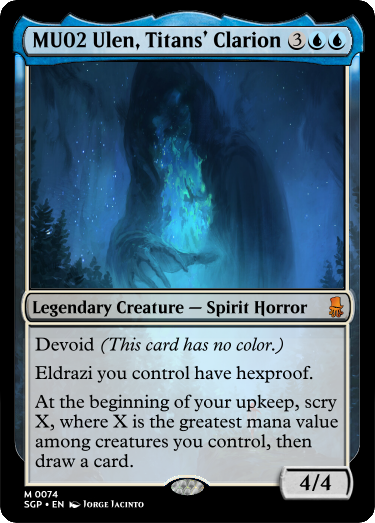 MU02 Ulen, Titans’ Clarion 3
Legendary Creature — Spirit Horror
Devoid (This card has no color.)
Eldrazi you control have hexproof.
At the beginning of your upkeep, scry
X, where X is the greatest mana value
among creatures you control, then
draw a card.
4/4
M 0074
SGP • EN Jorge Jacinto